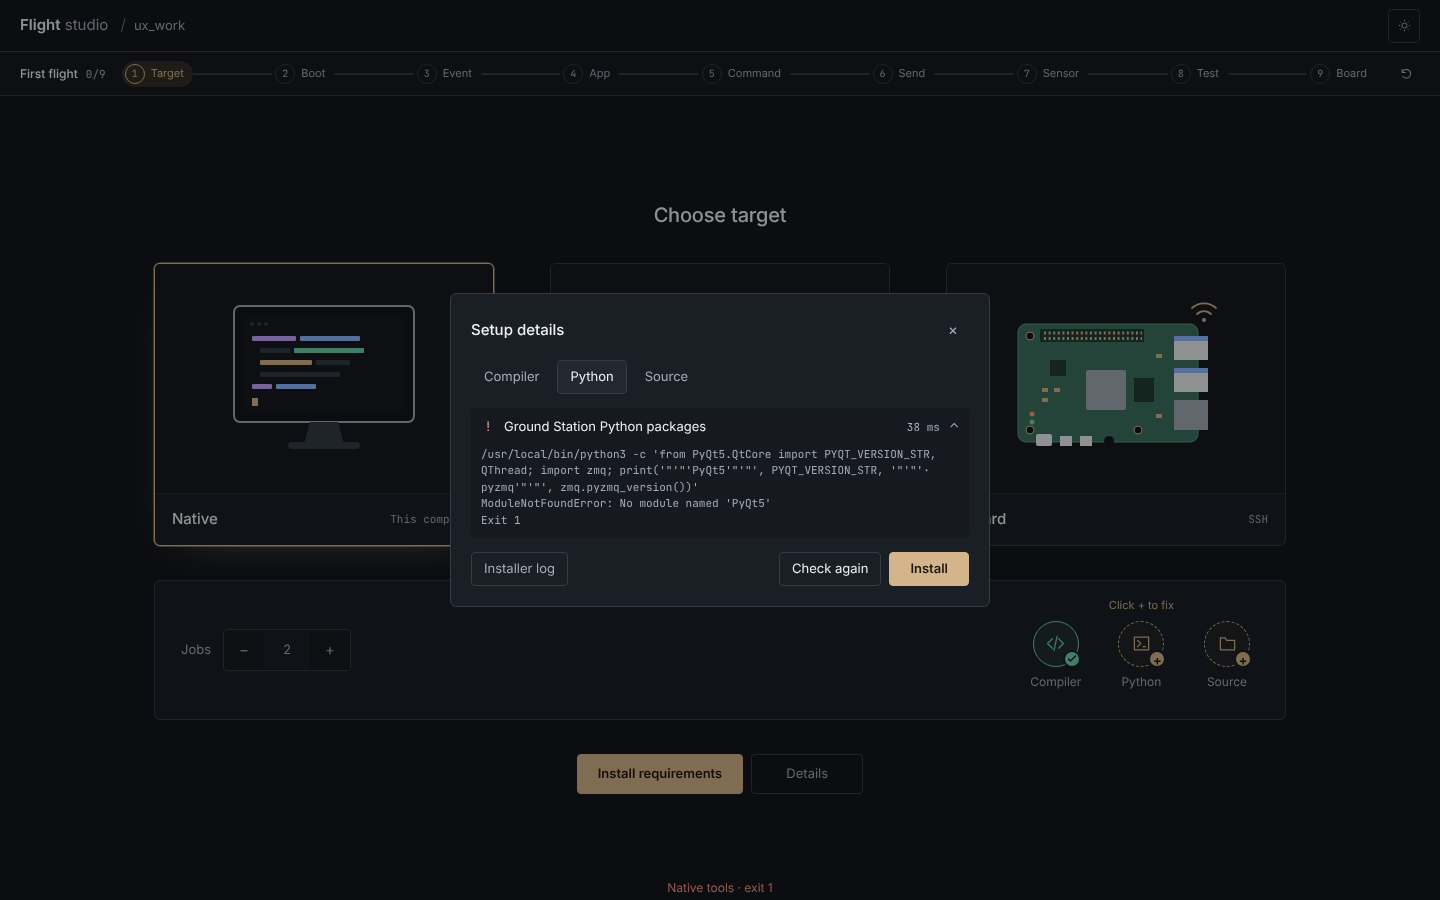 Flight studio / ux_work
First flight 0/9 1 Target 2 Boot 3 Event 4 App 5 Command 6 Send 7 Sensor 8 Test 9 Board
Choose target
Setup details ×
Compiler Python Source
! Ground Station Python packages 38 ms
/usr/local/bin/python3 -c 'from PyQt5.QtCore import PYQT_VERSION_STR,
QThread; import zmq; print('"'"'PyQt5'"'"', PYQT_VERSION_STR, '"'"'·
pyzmq'"'"', zmq.pyzmq_version())'
ModuleNotFoundError: No module named 'PyQt5'
Exit 1
Installer log Check again Install
Native This comp
rd SSH
Click + to fix
Jobs − 2 +
Compiler Python Source
Install requirements Details
Native tools · exit 1